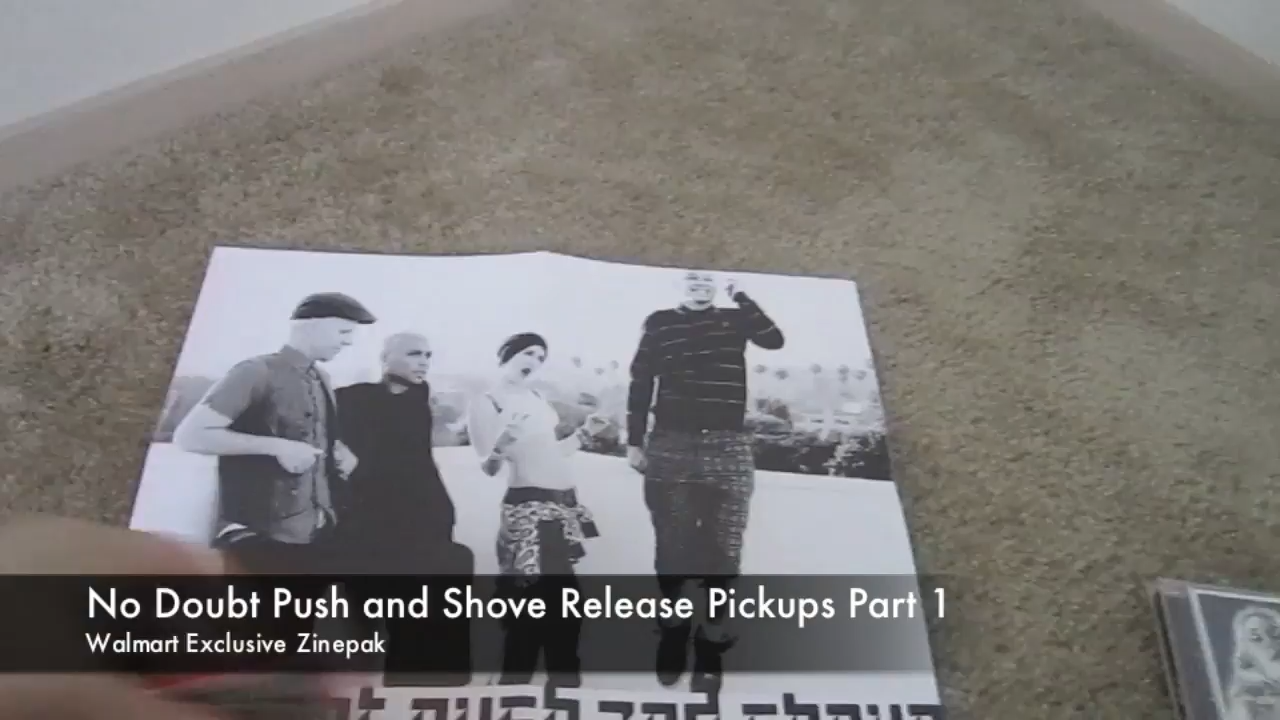 No Doubt Push and Shove Release Pickups Part 1
Walmart Exclusive Zinepak